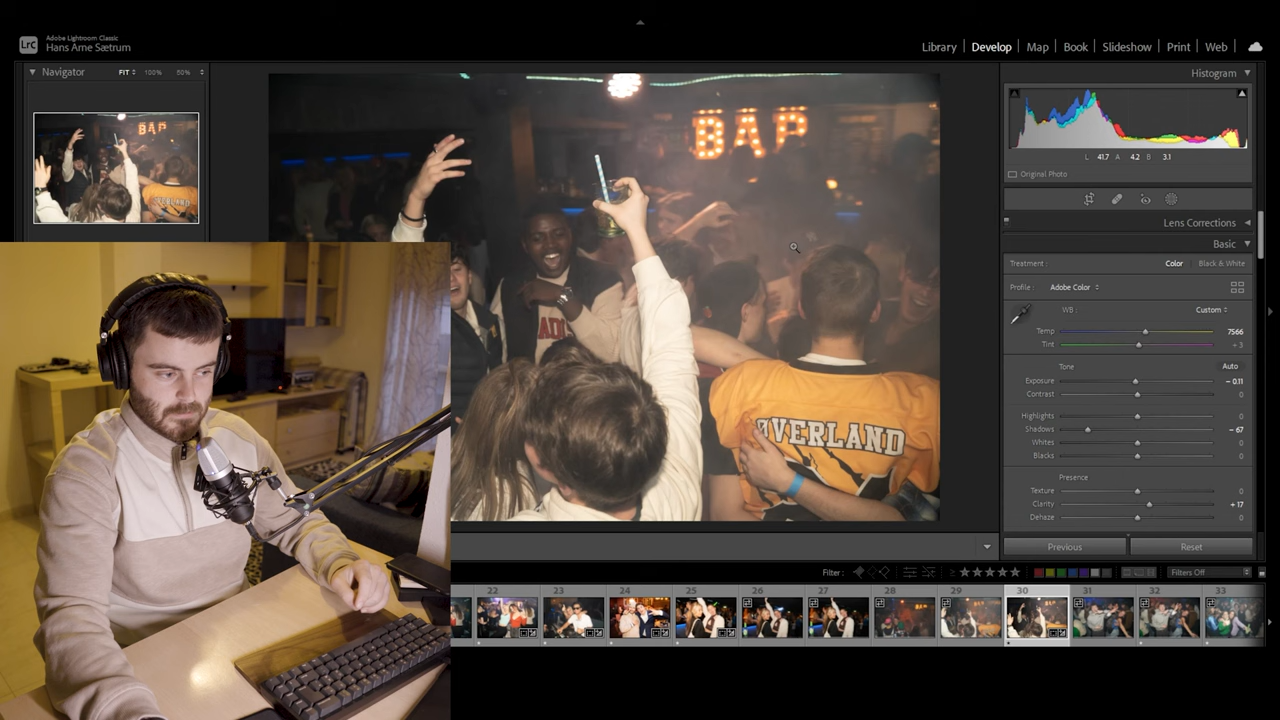 LrC
Adobe Lightroom Classic
Hans Arne Sætrum
Library | Develop | Map | Book | Slideshow | Print | Web
Navigator FIT 100% 50%
Histogram
L 41.7 A 4.2 B 3.1
Original Photo
Lens Corrections
Basic
Treatment : Color Black & White
Profile : Adobe Color
WB : Custom
Temp 7566
Tint + 3
Tone Auto
Exposure − 0.11
Contrast 0
Highlights 0
Shadows − 67
Whites 0
Blacks 0
Presence
Texture 0
Clarity + 17
Dehaze 0
Previous Reset
BAP
ØVERLAND
Filter : Filters Off
22 23 24 25 26 27 28 29 30 31 32 33